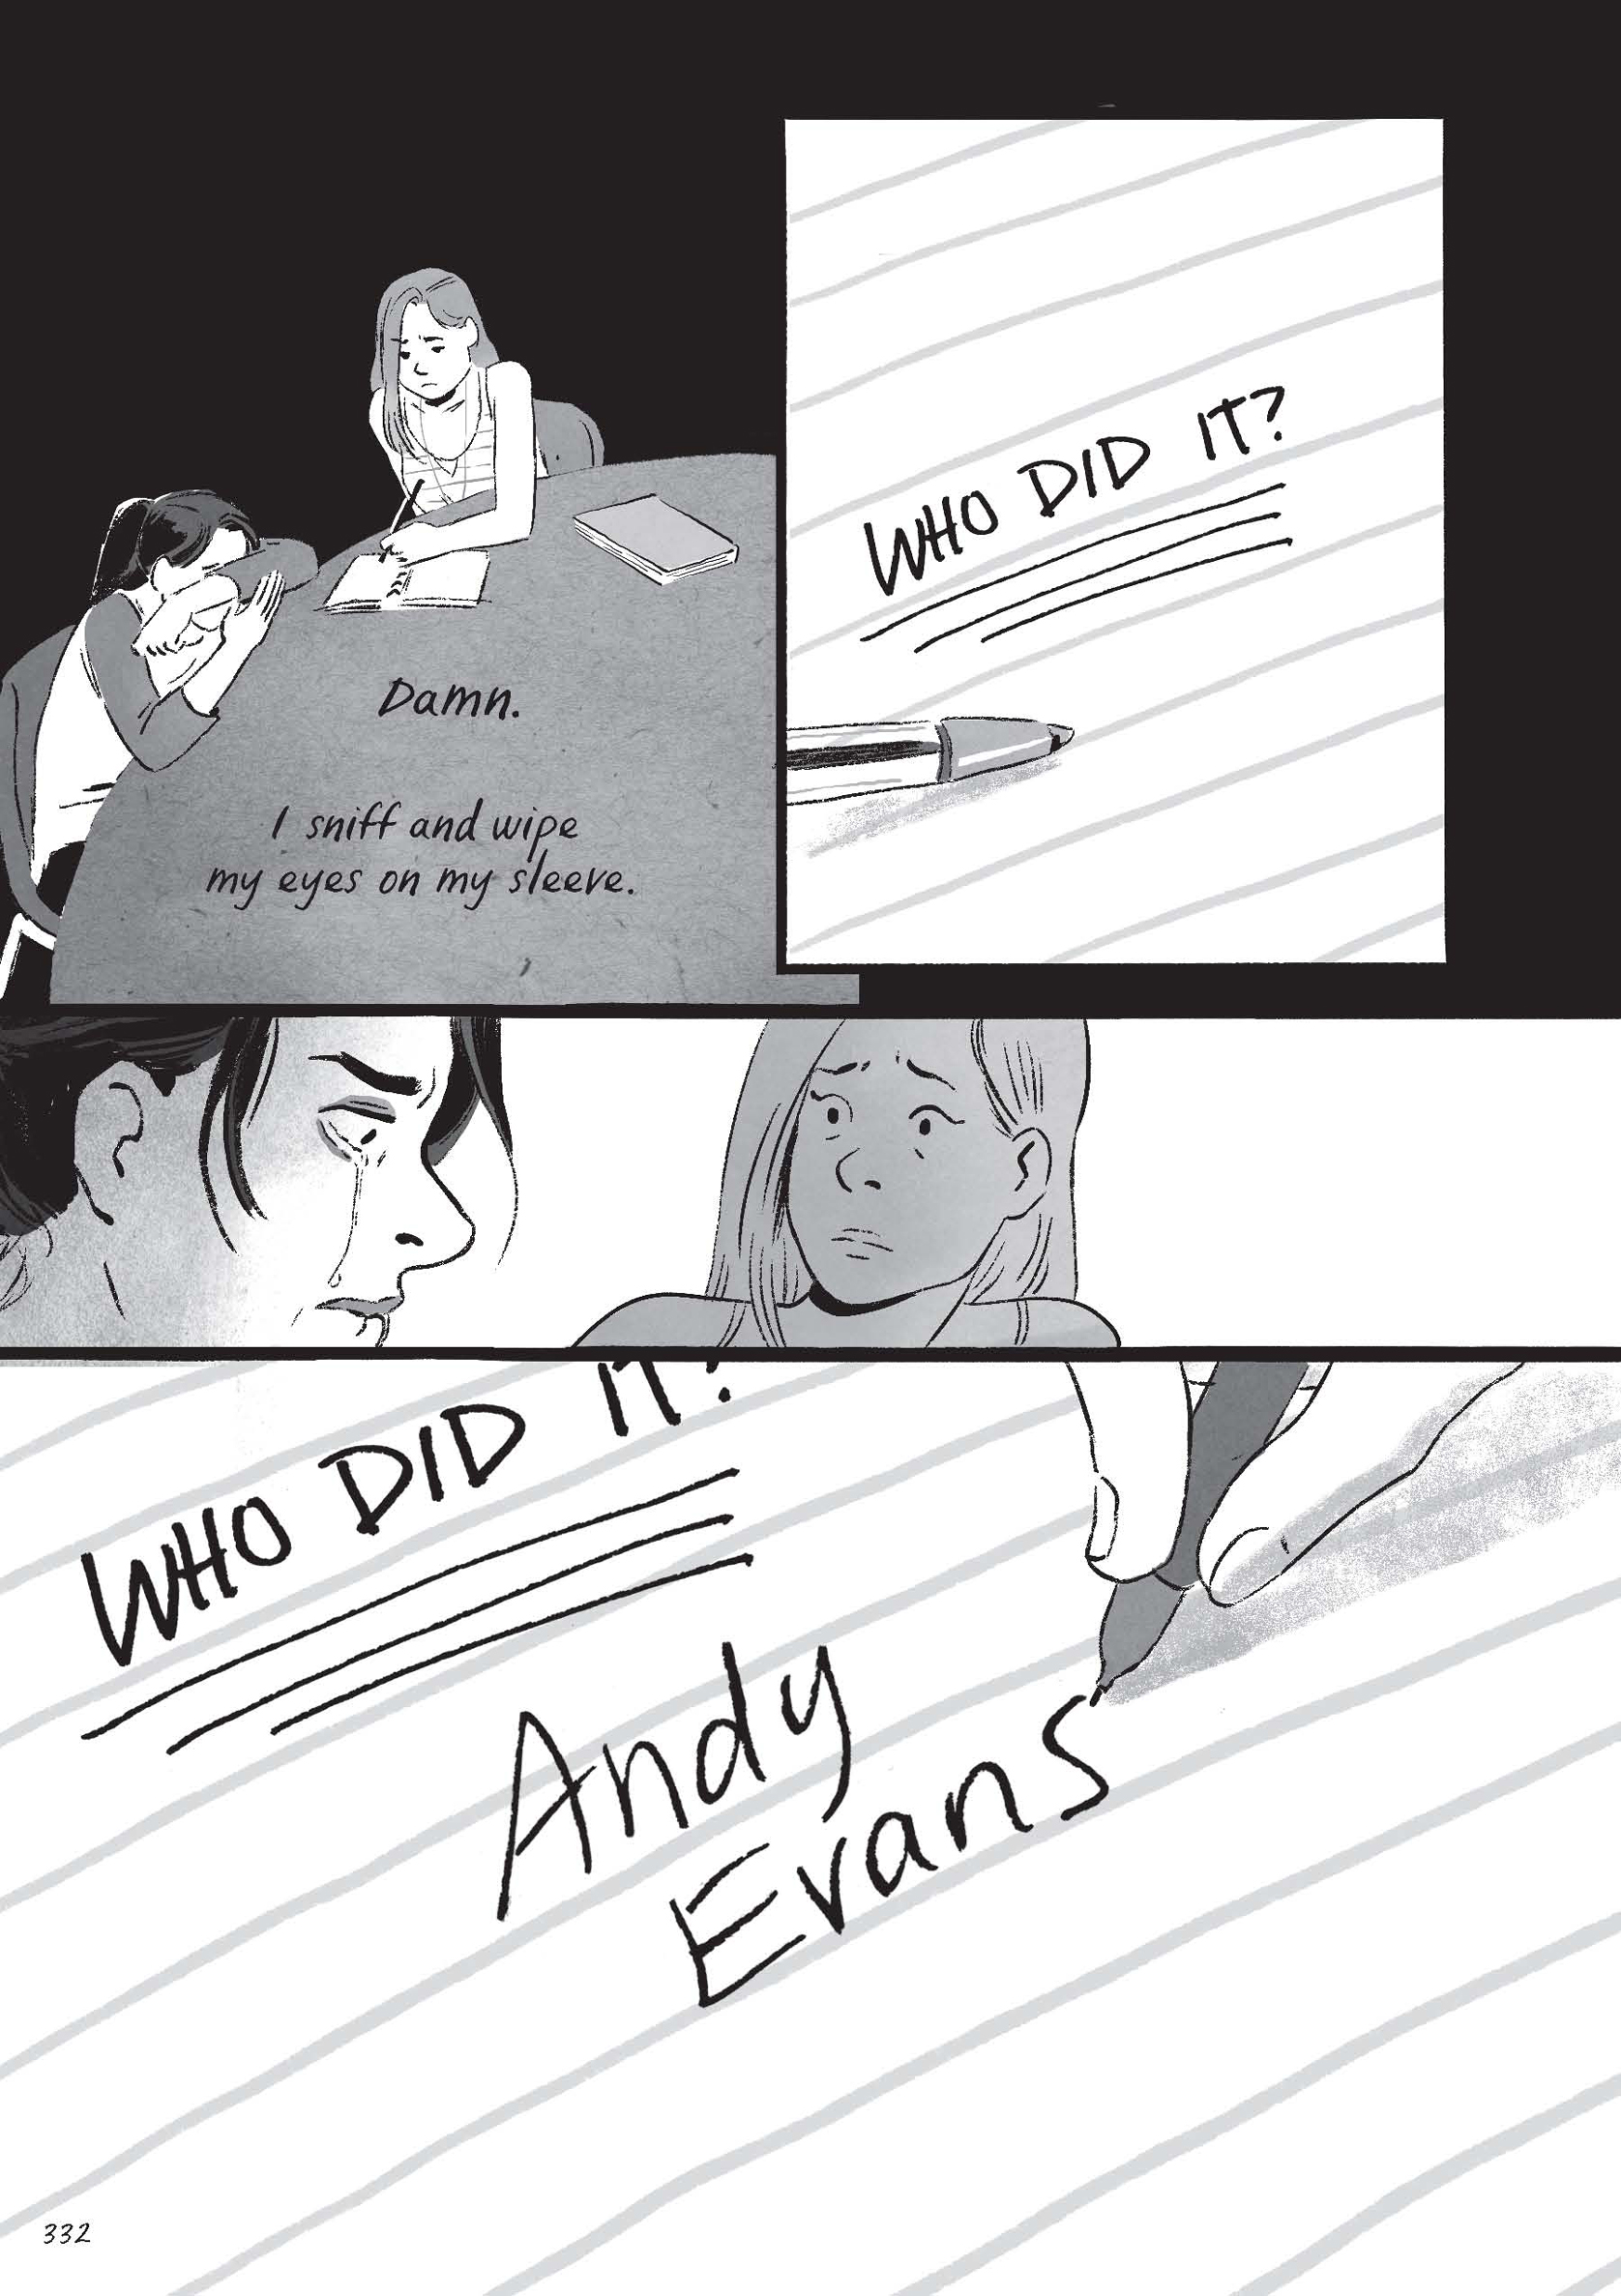 Damn.
I sniff and wipe
my eyes on my sleeve.
WHO DID IT?
WHO DID IT?
Andy
Evans
332